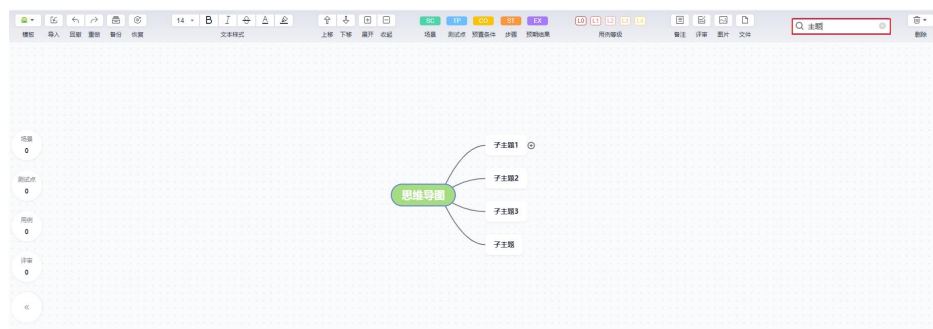 14 B I A
SC TP CO ST EX
L0 L1 L2 L3 L4
主题
模板 导入 回撤 重做 备份 恢复 文本样式 上移 下移 展开 收起 场景 测试点 预置条件 步骤 预期结果 用例等级 备注 评审 图片 文件 删除
场景
0
测试点
0
用例
0
评审
0
思维导图
子主题1
子主题2
子主题3
子主题